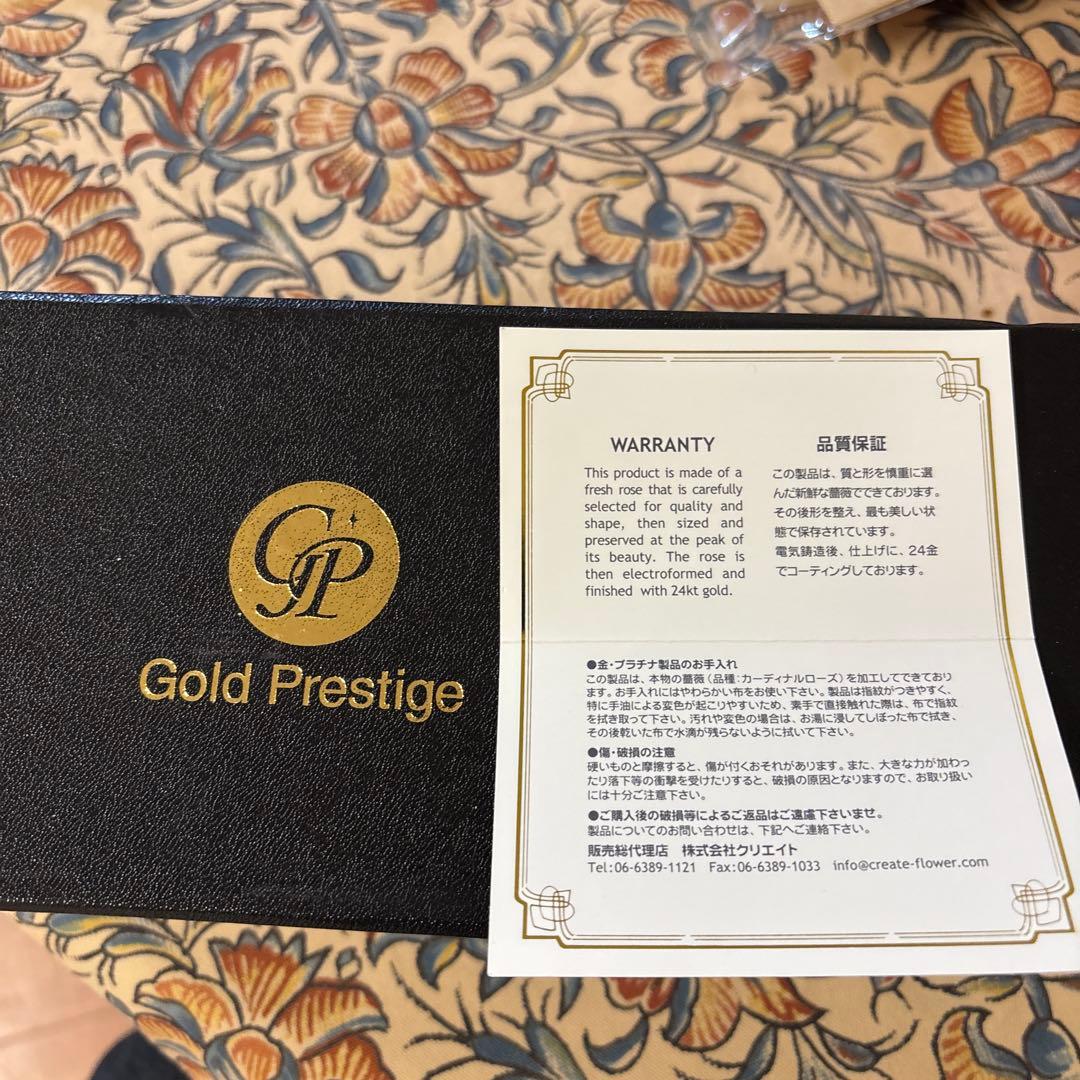 GP
Gold Prestige
WARRANTY
This product is made of a
fresh rose that is carefully
selected for quality and
shape, then sized and
preserved at the peak of
its beauty. The rose is
then electroformed and
finished with 24kt gold.
品質保証
この製品は、質と形を慎重に選
んだ新鮮な薔薇でできております。
その後形を整え、最も美しい状
態で保存されています。
電気鋳造後、仕上げに、24金
でコーティングしております。
●金・プラチナ製品のお手入れ
この製品は、本物の薔薇（品種：カーディナルローズ）を加工してできており
ます。お手入れにはやわらかい布をお使い下さい。製品は指紋がつきやすく、
特に手油による変色が起こりやすいため、素手で直接触れた際は、布で指紋
を拭き取って下さい。汚れや変色の場合は、お湯に浸してしぼった布で拭き、
その後乾いた布で水滴が残らないように拭いて下さい。
●傷・破損の注意
硬いものと摩擦すると、傷が付くおそれがあります。また、大きな力が加わっ
たり落下等の衝撃を受けたりすると、破損の原因となりますので、お取り扱い
には十分ご注意下さい。
●ご購入後の破損等によるご返品はご遠慮下さいませ。
製品についてのお問い合わせは、下記へご連絡下さい。
販売総代理店　株式会社クリエイト
Tel:06-6389-1121 Fax:06-6389-1033 info@create-flower.com